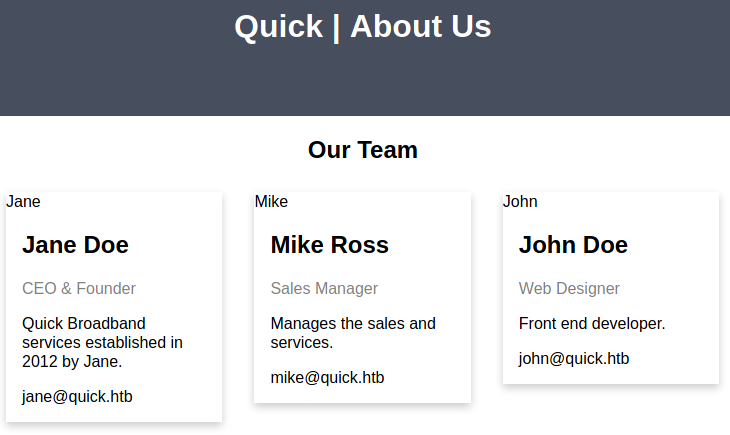 Quick | About Us
Our Team
Jane
Jane Doe
CEO & Founder
Quick Broadband
services established in
2012 by Jane.
jane@quick.htb
Mike
Mike Ross
Sales Manager
Manages the sales and
services.
mike@quick.htb
John
John Doe
Web Designer
Front end developer.
john@quick.htb